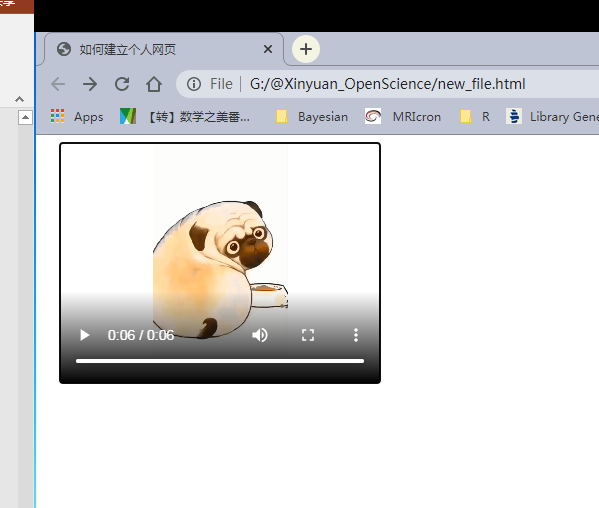 如何建立个人网页
File G:/@Xinyuan_OpenScience/new_file.html
Apps 【转】数学之美番... Bayesian MRIcron R Library Gene
0:06 / 0:06